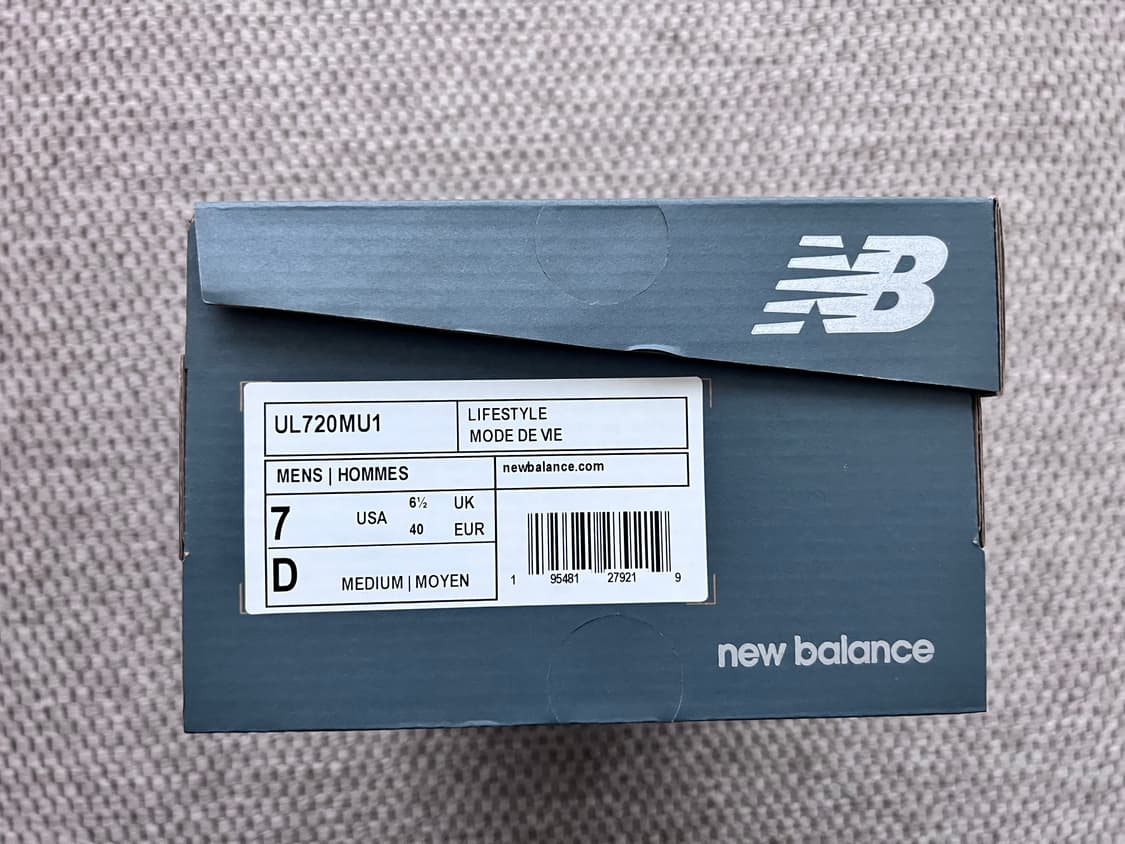 NB
UL720MU1
LIFESTYLE
MODE DE VIE
MENS | HOMMES
newbalance.com
7 USA 6½ UK
40 EUR
D MEDIUM | MOYEN
1 95481 27921 9
new balance